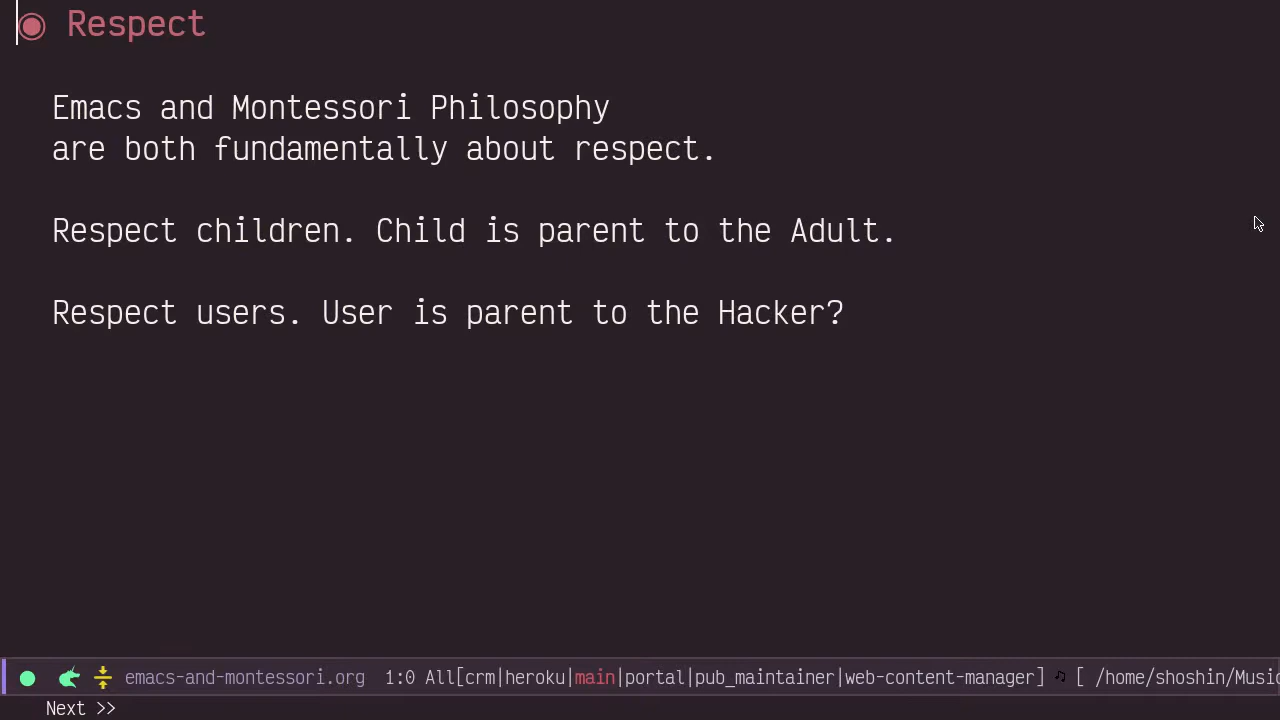 Respect
Emacs and Montessori Philosophy
are both fundamentally about respect.
Respect children. Child is parent to the Adult.
Respect users. User is parent to the Hacker?
emacs-and-montessori.org 1:0 All[crm|heroku|main|portal|pub_maintainer|web-content-manager] ♫ [ /home/shoshin/Music
Next >>